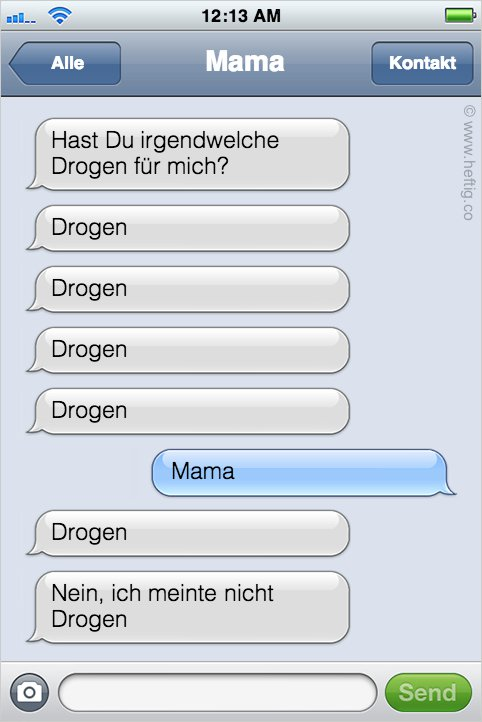 12:13 AM
Alle
Mama
Kontakt
© www.heftig.co
Hast Du irgendwelche
Drogen für mich?
Drogen
Drogen
Drogen
Drogen
Mama
Drogen
Nein, ich meinte nicht
Drogen
Send